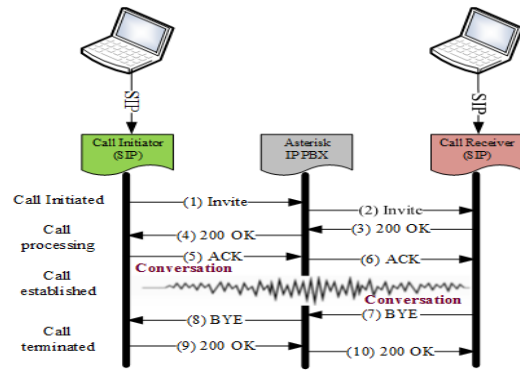 SIP
SIP
Call Initiator
(SIP)
Asterisk
IPPBX
Call Receiver
(SIP)
Call Initiated
(1) Invite
(2) Invite
Call
processing
(4) 200 OK
(3) 200 OK
(5) ACK
(6) ACK
Conversation
Call
established
Conversation
(7) BYE
(8) BYE
Call
terminated
(9) 200 OK
(10) 200 OK